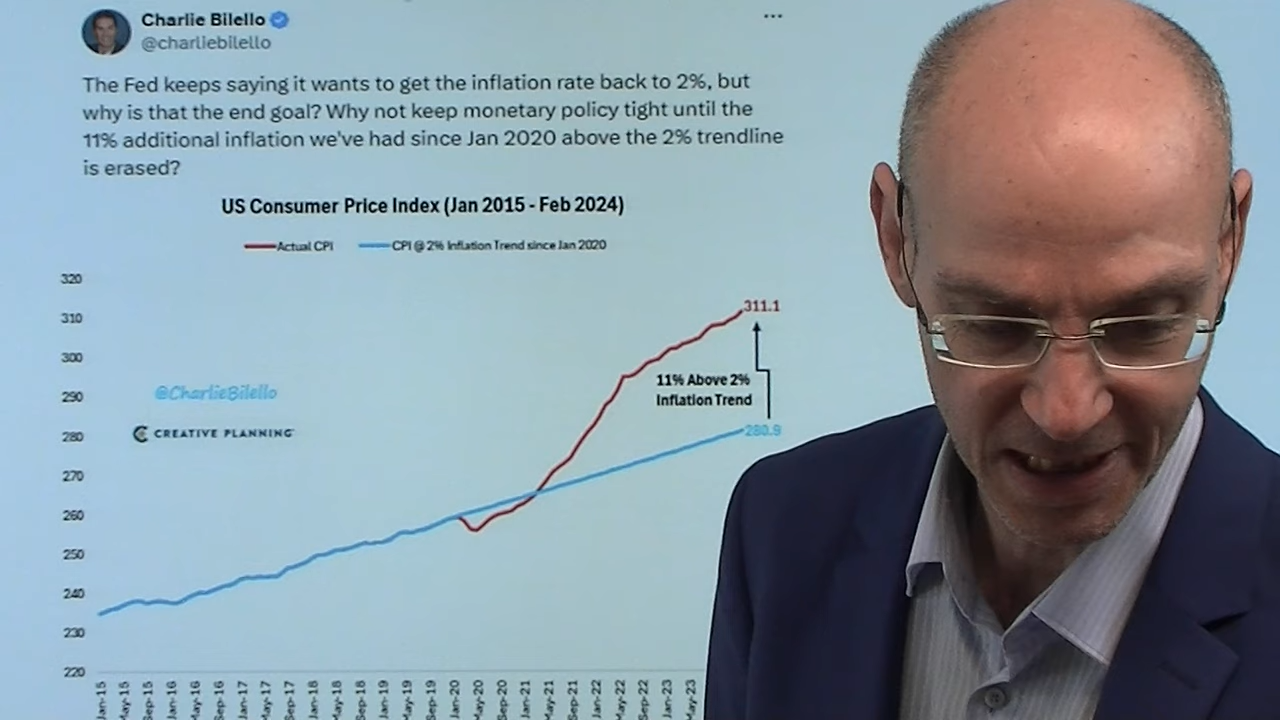 Charlie Bilello
@charliebilello
The Fed keeps saying it wants to get the inflation rate back to 2%, but
why is that the end goal? Why not keep monetary policy tight until the
11% additional inflation we've had since Jan 2020 above the 2% trendline
is erased?
US Consumer Price Index (Jan 2015 - Feb 2024)
Actual CPI
CPI @ 2% Inflation Trend since Jan 2020
320
310
300
290
280
270
260
250
240
230
220
311.1
11% Above 2%
Inflation Trend
280.9
@CharlieBilello
CREATIVE PLANNING
Jan-15
May-15
Sep-15
Jan-16
May-16
Sep-16
Jan-17
May-17
Sep-17
Jan-18
May-18
Sep-18
Jan-19
May-19
Sep-19
Jan-20
May-20
Sep-20
Jan-21
May-21
Sep-21
Jan-22
May-22
Sep-22
Jan-23
May-23